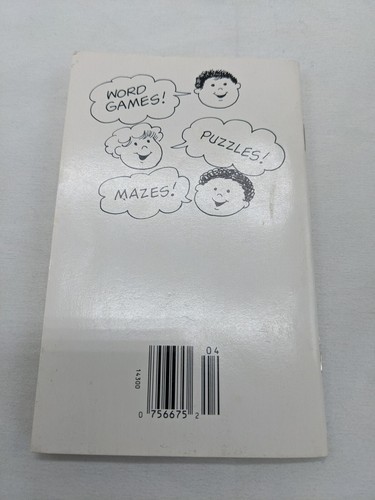 WORD
GAMES!
PUZZLES!
MAZES!
04
14300
0 756675 2